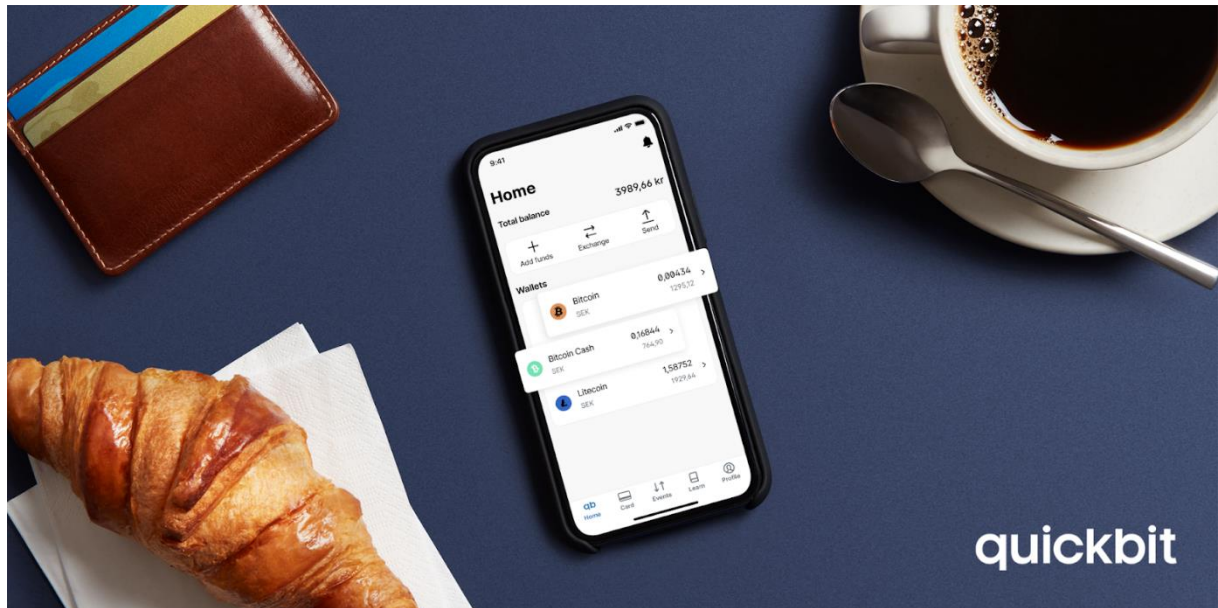 9:41
Home
Total balance 3989,66 kr
Add funds Exchange Send
Wallets
Bitcoin 0,00434
SEK 1295,12
Bitcoin Cash 0,16844
SEK 764,90
Litecoin 1,58752
SEK 1929,64
qb
Home Card Events Learn Profile
quickbit